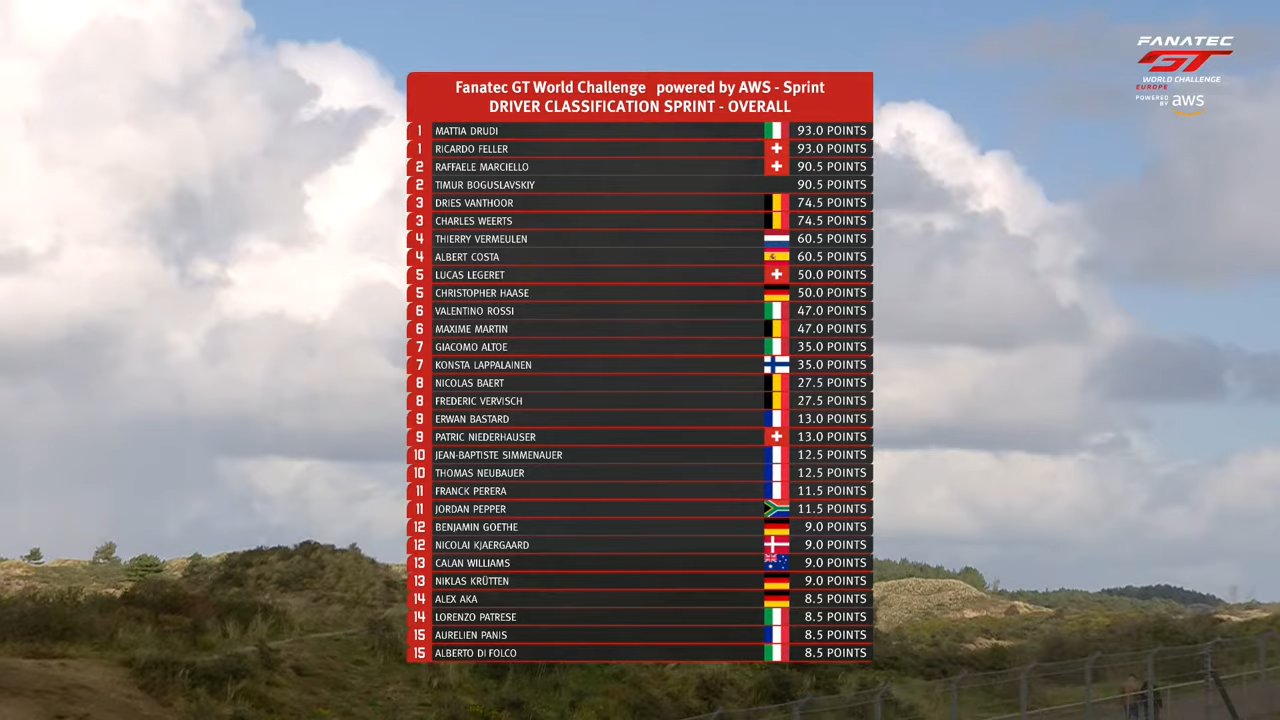 FANATEC
GT
WORLD CHALLENGE
EUROPE
POWERED BY aws
Fanatec GT World Challenge powered by AWS - Sprint
DRIVER CLASSIFICATION SPRINT - OVERALL
1 MATTIA DRUDI 93.0 POINTS
1 RICARDO FELLER 93.0 POINTS
2 RAFFAELE MARCIELLO 90.5 POINTS
2 TIMUR BOGUSLAVSKIY 90.5 POINTS
3 DRIES VANTHOOR 74.5 POINTS
3 CHARLES WEERTS 74.5 POINTS
4 THIERRY VERMEULEN 60.5 POINTS
4 ALBERT COSTA 60.5 POINTS
5 LUCAS LEGERET 50.0 POINTS
5 CHRISTOPHER HAASE 50.0 POINTS
6 VALENTINO ROSSI 47.0 POINTS
6 MAXIME MARTIN 47.0 POINTS
7 GIACOMO ALTOE 35.0 POINTS
7 KONSTA LAPPALAINEN 35.0 POINTS
8 NICOLAS BAERT 27.5 POINTS
8 FREDERIC VERVISCH 27.5 POINTS
9 ERWAN BASTARD 13.0 POINTS
9 PATRIC NIEDERHAUSER 13.0 POINTS
10 JEAN-BAPTISTE SIMMENAUER 12.5 POINTS
10 THOMAS NEUBAUER 12.5 POINTS
11 FRANCK PERERA 11.5 POINTS
11 JORDAN PEPPER 11.5 POINTS
12 BENJAMIN GOETHE 9.0 POINTS
12 NICOLAI KJAERGAARD 9.0 POINTS
13 CALAN WILLIAMS 9.0 POINTS
13 NIKLAS KRÜTTEN 9.0 POINTS
14 ALEX AKA 8.5 POINTS
14 LORENZO PATRESE 8.5 POINTS
15 AURELIEN PANIS 8.5 POINTS
15 ALBERTO DI FOLCO 8.5 POINTS